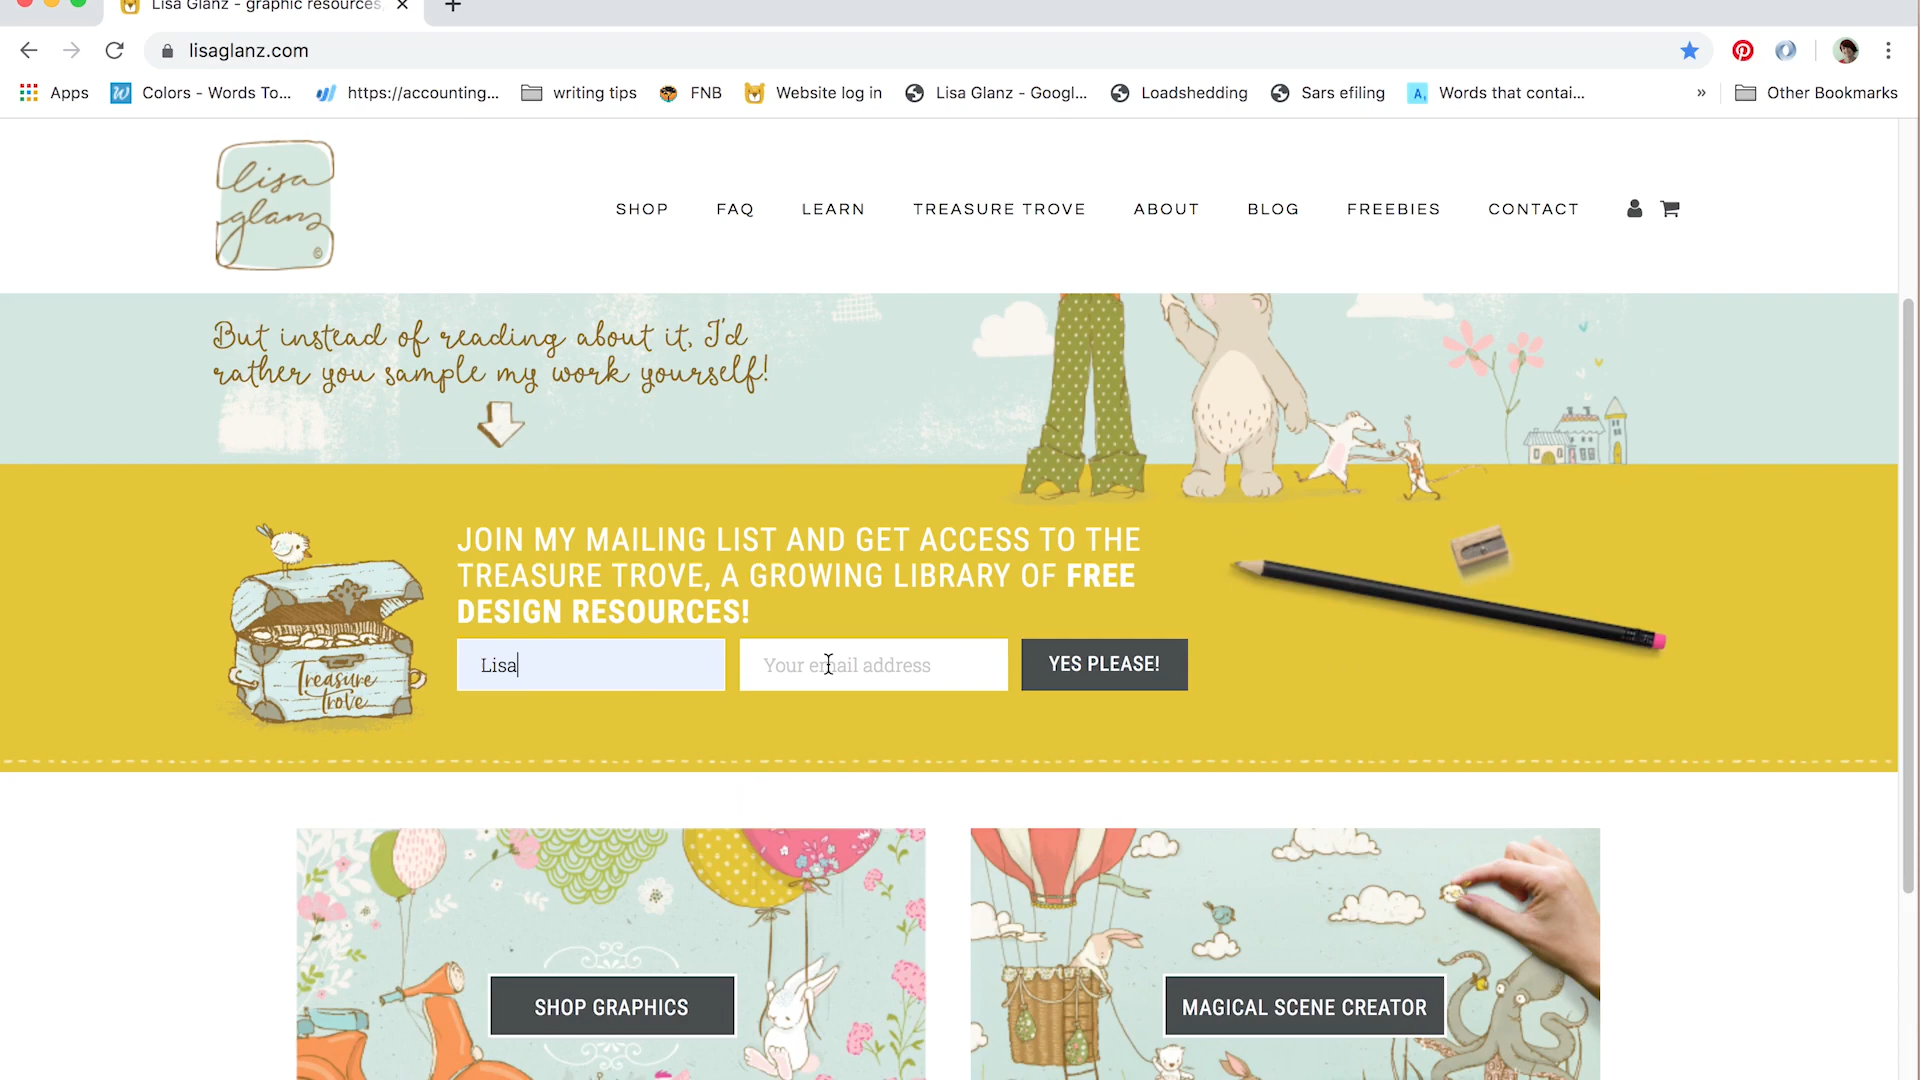 Lisa Glanz - graphic resources,
lisaglanz.com
Apps
Colors - Words To...
https://accounting...
writing tips
FNB
Website log in
Lisa Glanz - Googl...
Loadshedding
Sars efiling
Words that contai...
»
Other Bookmarks
lisa
glanz
©
SHOP
FAQ
LEARN
TREASURE TROVE
ABOUT
BLOG
FREEBIES
CONTACT
But instead of reading about it, I'd
rather you sample my work yourself!
JOIN MY MAILING LIST AND GET ACCESS TO THE
TREASURE TROVE, A GROWING LIBRARY OF FREE
DESIGN RESOURCES!
Treasure
Trove
Lisa
Your email address
YES PLEASE!
SHOP GRAPHICS
MAGICAL SCENE CREATOR